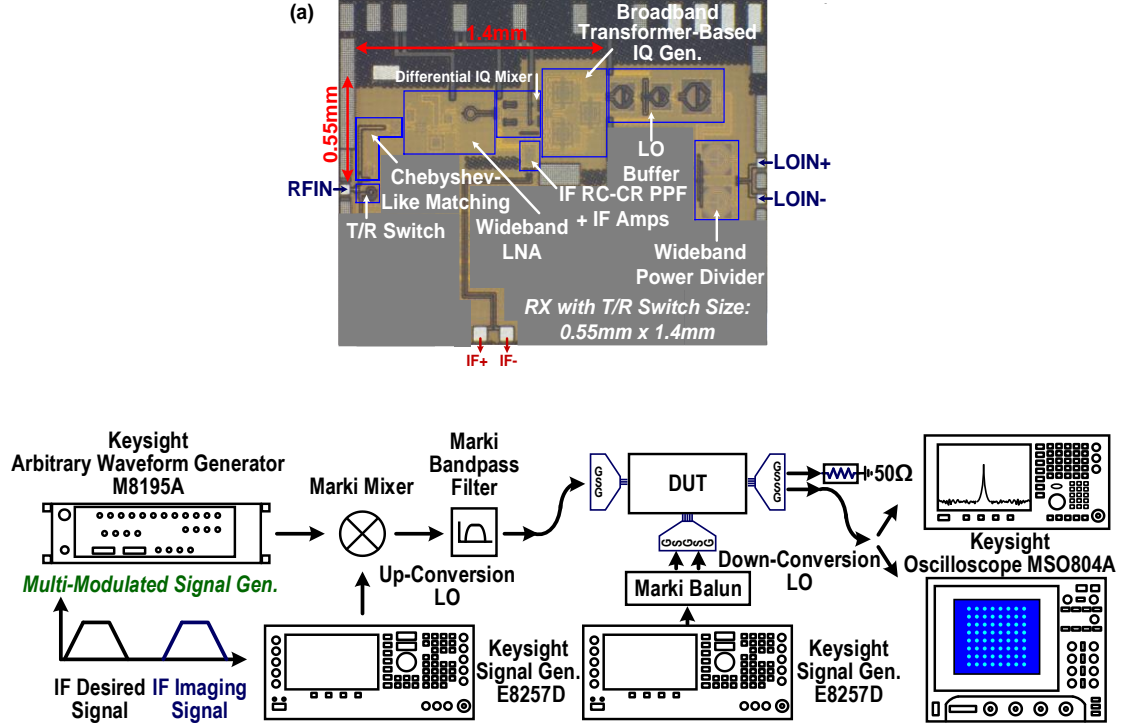 (a)
Broadband
Transformer-Based
IQ Gen.
1.4mm
Differential IQ Mixer
0.55mm
LO
Buffer
LOIN+
LOIN-
RFIN
Chebyshev-
Like Matching
IF RC-CR PPF
+ IF Amps
T/R Switch
Wideband
LNA
Wideband
Power Divider
RX with T/R Switch Size:
0.55mm x 1.4mm
IF+
IF-
Keysight
Arbitrary Waveform Generator
M8195A
Marki Mixer
Marki
Bandpass
Filter
GSG
DUT
GSSG
50Ω
GSGSG
Keysight
Oscilloscope MSO804A
Multi-Modulated Signal Gen.
Up-Conversion
LO
Down-Conversion
LO
Marki Balun
IF Desired
Signal
IF Imaging
Signal
Keysight
Signal Gen.
E8257D
Keysight
Signal Gen.
E8257D